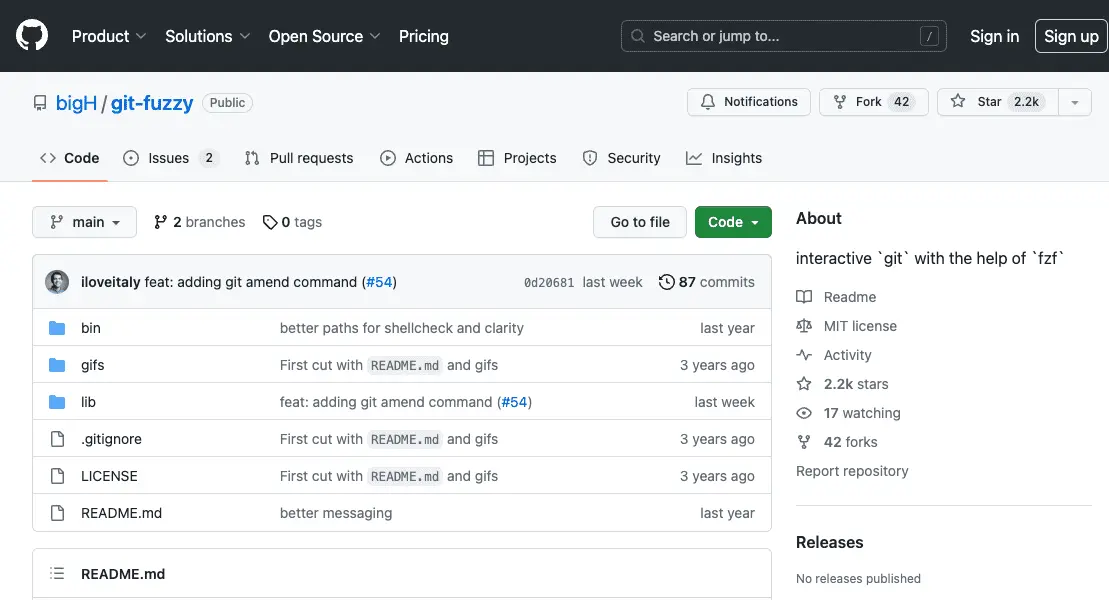 Product Solutions Open Source Pricing Search or jump to... / Sign in Sign up
bigH / git-fuzzy Public Notifications Fork 42 Star 2.2k
Code Issues 2 Pull requests Actions Projects Security Insights
main 2 branches 0 tags Go to file Code
iloveitaly feat: adding git amend command (#54) 0d20681 last week 87 commits
bin better paths for shellcheck and clarity last year
gifs First cut with README.md and gifs 3 years ago
lib feat: adding git amend command (#54) last week
.gitignore First cut with README.md and gifs 3 years ago
LICENSE First cut with README.md and gifs 3 years ago
README.md better messaging last year
README.md
About
interactive `git` with the help of `fzf`
Readme
MIT license
Activity
2.2k stars
17 watching
42 forks
Report repository
Releases
No releases published